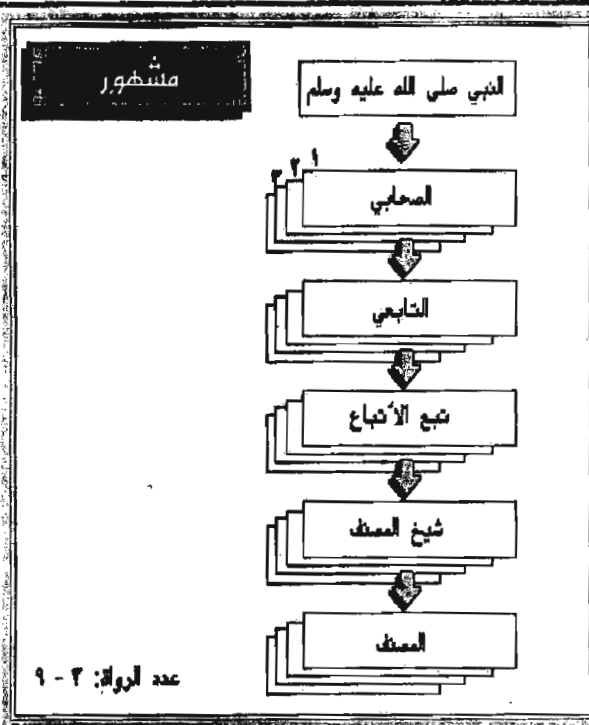 مشهور
النبي صلى الله عليه وسلم
١ ٢ ٣
الصحابي
التابعي
تبع الأتباع
شيخ المصنف
المصنف
عدد الرواة: ٣ - ٩